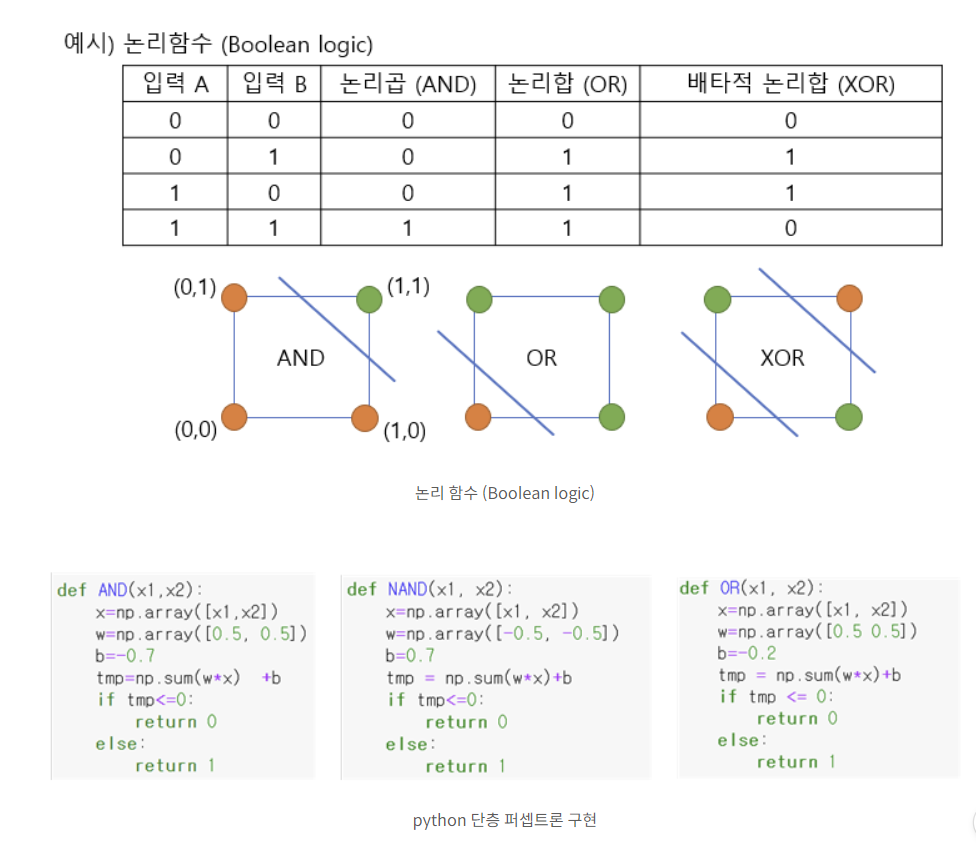 예시) 논리함수 (Boolean logic)
입력 A 입력 B 논리곱 (AND) 논리합 (OR) 배타적 논리합 (XOR)
0 0 0 0 0
0 1 0 1 1
1 0 0 1 1
1 1 1 1 0
(0,1) (1,1)
AND OR XOR
(0,0) (1,0)
논리 함수 (Boolean logic)
def AND(x1,x2):
x=np.array([x1,x2])
w=np.array([0.5, 0.5])
b=-0.7
tmp=np.sum(w*x) +b
if tmp<=0:
return 0
else:
return 1
def NAND(x1, x2):
x=np.array([x1, x2])
w=np.array([-0.5, -0.5])
b=0.7
tmp = np.sum(w*x)+b
if tmp<=0:
return 0
else:
return 1
def OR(x1, x2):
x=np.array([x1, x2])
w=np.array([0.5 0.5])
b=-0.2
tmp = np.sum(w*x)+b
if tmp <= 0:
return 0
else:
return 1
python 단층 퍼셉트론 구현